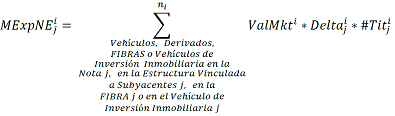 n_i
MExpNE_j^i = ∑ ValMkt^i * Delta_j^i * #Tit_j^i
Vehículos, Derivados,
FIBRAS o Vehículos de
Inversión Inmobiliaria en la
Nota j, en la Estructura Vinculada
a Subyacentes j, en la
FIBRA j o en el Vehículo de
Inversión Inmobiliaria j